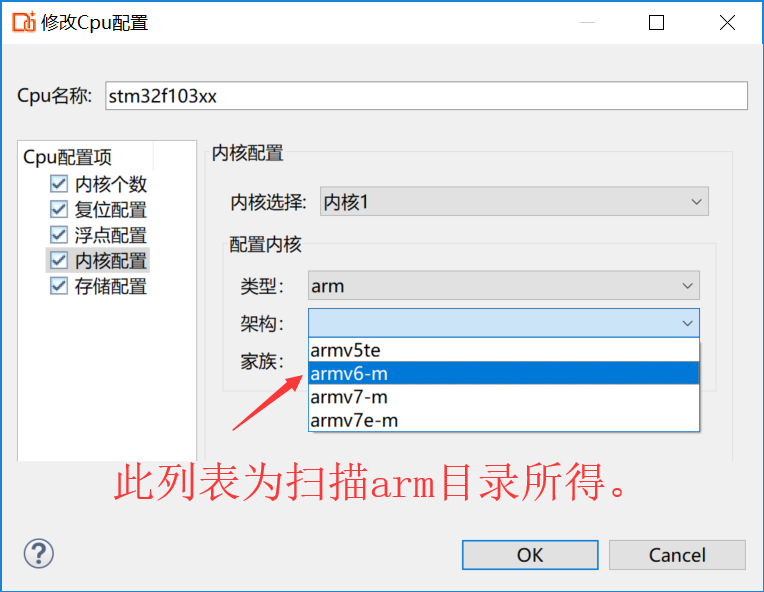 修改Cpu配置
Cpu名称: stm32f103xx
Cpu配置项
内核个数
复位配置
浮点配置
内核配置
存储配置
内核配置
内核选择: 内核1
配置内核
类型: arm
架构:
家族:
armv5te
armv6-m
armv7-m
armv7e-m
此列表为扫描arm目录所得。
?
OK
Cancel